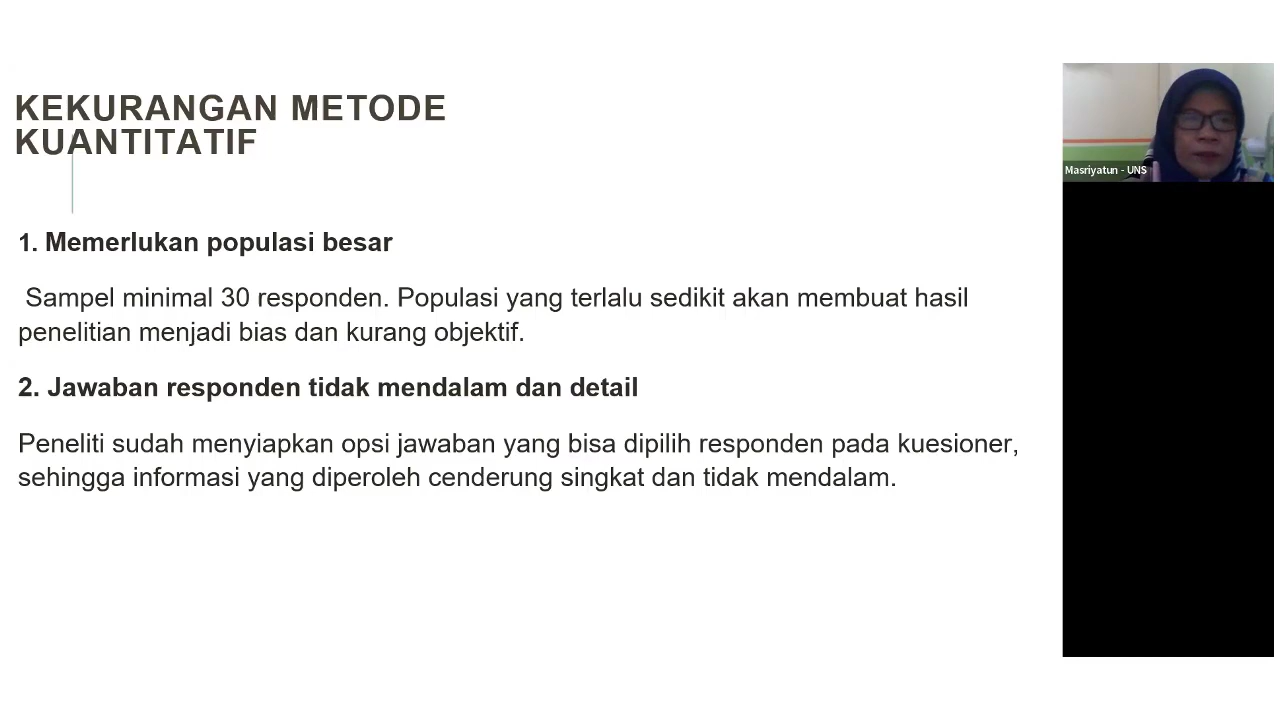 KEKURANGAN METODE
KUANTITATIF
1. Memerlukan populasi besar
Sampel minimal 30 responden. Populasi yang terlalu sedikit akan membuat hasil
penelitian menjadi bias dan kurang objektif.
2. Jawaban responden tidak mendalam dan detail
Peneliti sudah menyiapkan opsi jawaban yang bisa dipilih responden pada kuesioner,
sehingga informasi yang diperoleh cenderung singkat dan tidak mendalam.
Masriyatun - UNS